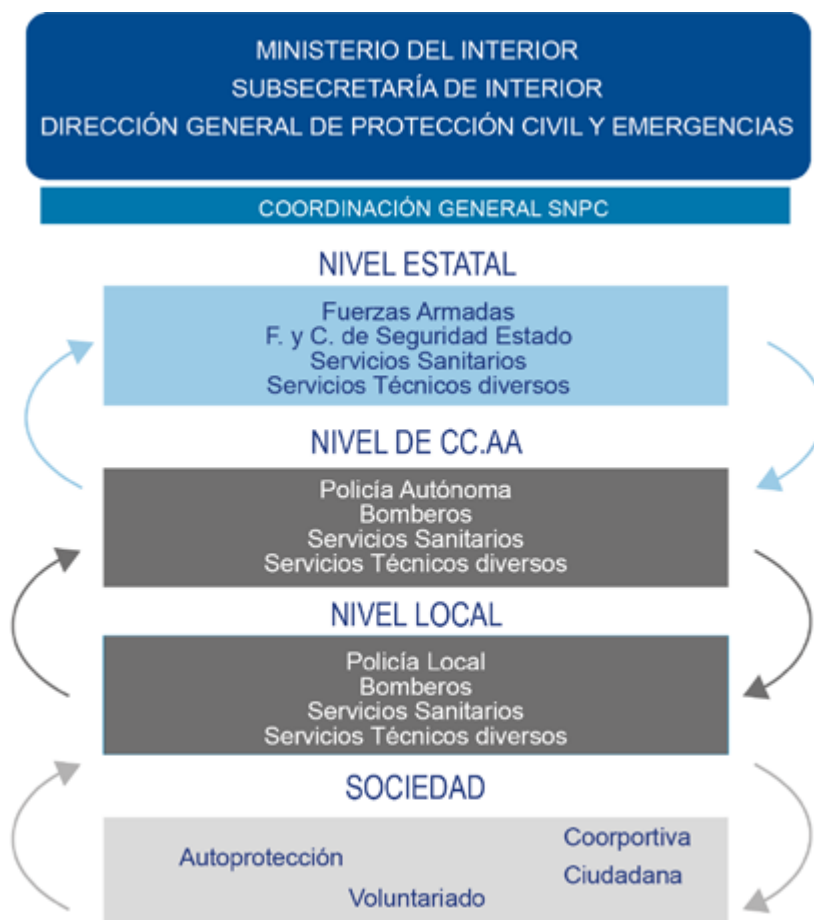 MINISTERIO DEL INTERIOR
SUBSECRETARÍA DE INTERIOR
DIRECCIÓN GENERAL DE PROTECCIÓN CIVIL Y EMERGENCIAS
COORDINACIÓN GENERAL SNPC
NIVEL ESTATAL
Fuerzas Armadas
F. y C. de Seguridad Estado
Servicios Sanitarios
Servicios Técnicos diversos
NIVEL DE CC.AA
Policía Autónoma
Bomberos
Servicios Sanitarios
Servicios Técnicos diversos
NIVEL LOCAL
Policía Local
Bomberos
Servicios Sanitarios
Servicios Técnicos diversos
SOCIEDAD
Autoprotección
Coorportiva
Ciudadana
Voluntariado